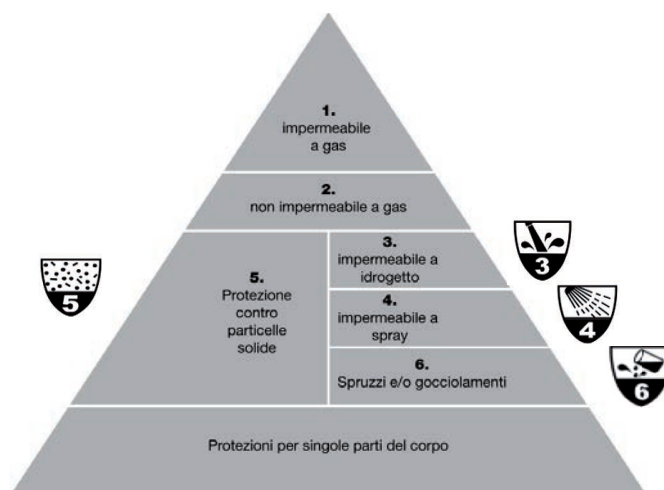 1.
impermeabile
a gas
2.
non impermeabile a gas
5.
Protezione
contro
particelle
solide
3.
impermeabile a
idrogetto
4.
impermeabile a
spray
6.
Spruzzi e/o gocciolamenti
Protezioni per singole parti del corpo
5
3
4
6